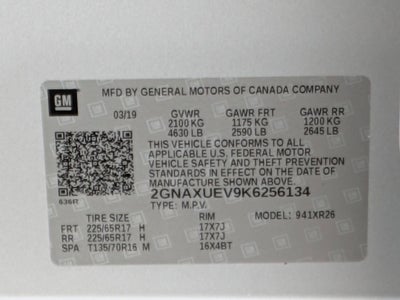 GM
MFD BY GENERAL MOTORS OF CANADA COMPANY
03/19 GVWR GAWR FRT GAWR RR
2100 KG 1175 KG 1200 KG
4630 LB 2590 LB 2645 LB
THIS VEHICLE CONFORMS TO ALL
APPLICABLE U.S. FEDERAL MOTOR
VEHICLE SAFETY AND THEFT PREVENTION
STANDARDS IN EFFECT ON THE DATE OF
MANUFACTURE SHOWN ABOVE.
2GNAXUEV9K6256134
636R TYPE: M.P.V. MODEL: 941XR26
TIRE SIZE RIM
FRT 225/65R17 H 17X7J
RR 225/65R17 H 17X7J
SPA T135/70R16 M 16X4BT